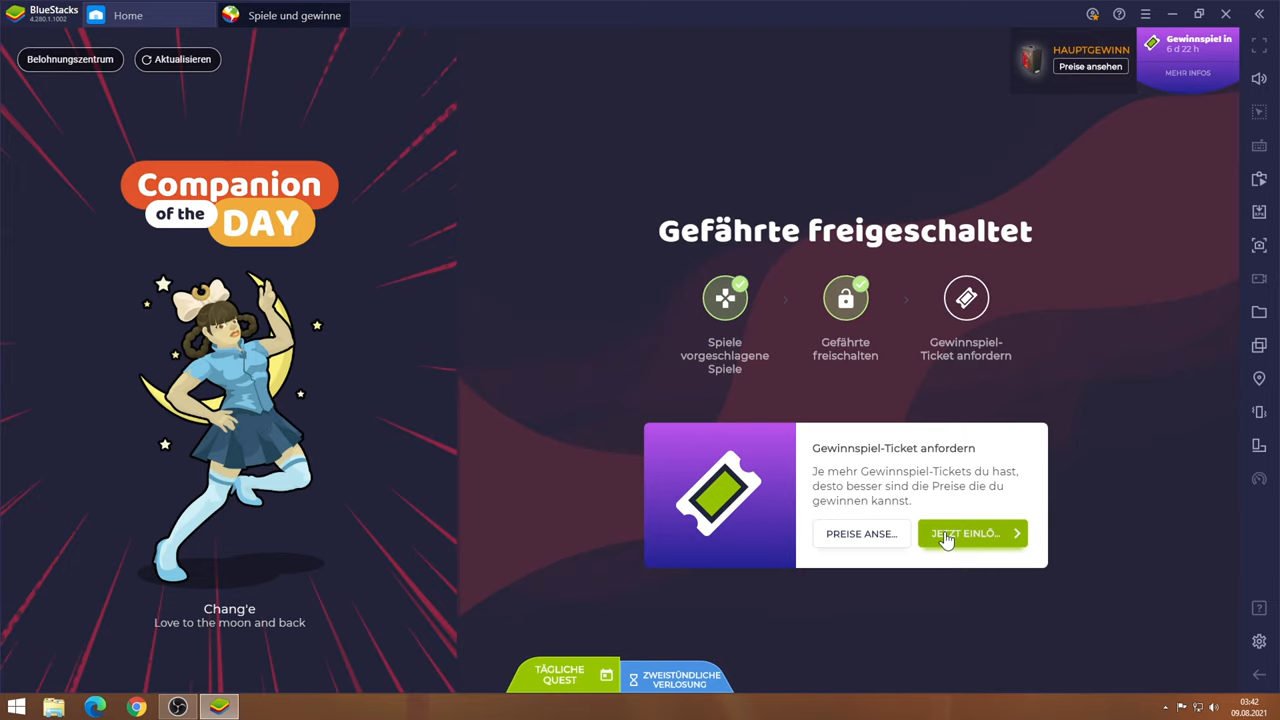 BlueStacks
4.280.1.1002
Home
Spiele und gewinne
Belohnungszentrum
Aktualisieren
HAUPTGEWINN
Preise ansehen
Gewinnspiel in
6 d 22 h
MEHR INFOS
Companion
of the
DAY
Gefährte freigeschaltet
Spiele
vorgeschlagene
Spiele
Gefährte
freischalten
Gewinnspiel-
Ticket anfordern
Gewinnspiel-Ticket anfordern
Je mehr Gewinnspiel-Tickets du hast,
desto besser sind die Preise die du
gewinnen kannst.
PREISE ANSE...
JETZT EINLÖ...
Chang'e
Love to the moon and back
TÄGLICHE
QUEST
ZWEISTÜNDLICHE
VERLOSUNG
03:42
09.08.2021